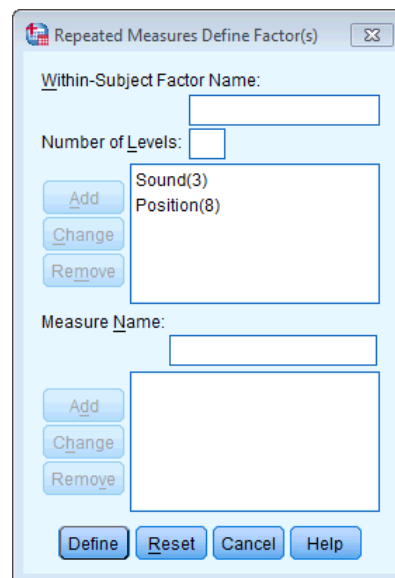 Repeated Measures Define Factor(s)
Within-Subject Factor Name:
Number of Levels:
Sound(3)
Position(8)
Add
Change
Remove
Measure Name:
Add
Change
Remove
Define Reset Cancel Help